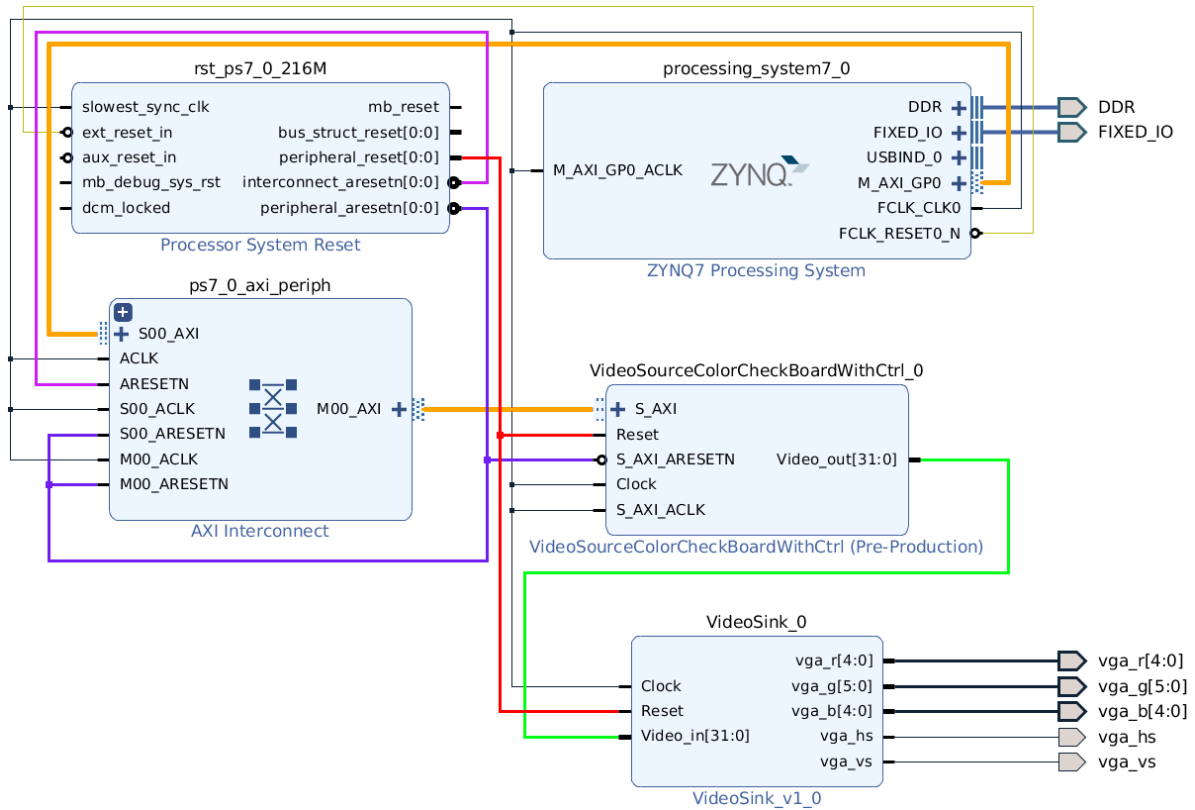 rst_ps7_0_216M
slowest_sync_clk
ext_reset_in
aux_reset_in
mb_debug_sys_rst
dcm_locked
mb_reset
bus_struct_reset[0:0]
peripheral_reset[0:0]
interconnect_aresetn[0:0]
peripheral_aresetn[0:0]
Processor System Reset
processing_system7_0
M_AXI_GP0_ACLK
ZYNQ
DDR
FIXED_IO
USBIND_0
M_AXI_GP0
FCLK_CLK0
FCLK_RESET0_N
ZYNQ7 Processing System
DDR
FIXED_IO
ps7_0_axi_periph
S00_AXI
ACLK
ARESETN
S00_ACLK
S00_ARESETN
M00_ACLK
M00_ARESETN
M00_AXI
AXI Interconnect
VideoSourceColorCheckBoardWithCtrl_0
S_AXI
Reset
S_AXI_ARESETN
Clock
S_AXI_ACLK
Video_out[31:0]
VideoSourceColorCheckBoardWithCtrl (Pre-Production)
VideoSink_0
Clock
Reset
Video_in[31:0]
vga_r[4:0]
vga_g[5:0]
vga_b[4:0]
vga_hs
vga_vs
VideoSink_v1_0
vga_r[4:0]
vga_g[5:0]
vga_b[4:0]
vga_hs
vga_vs